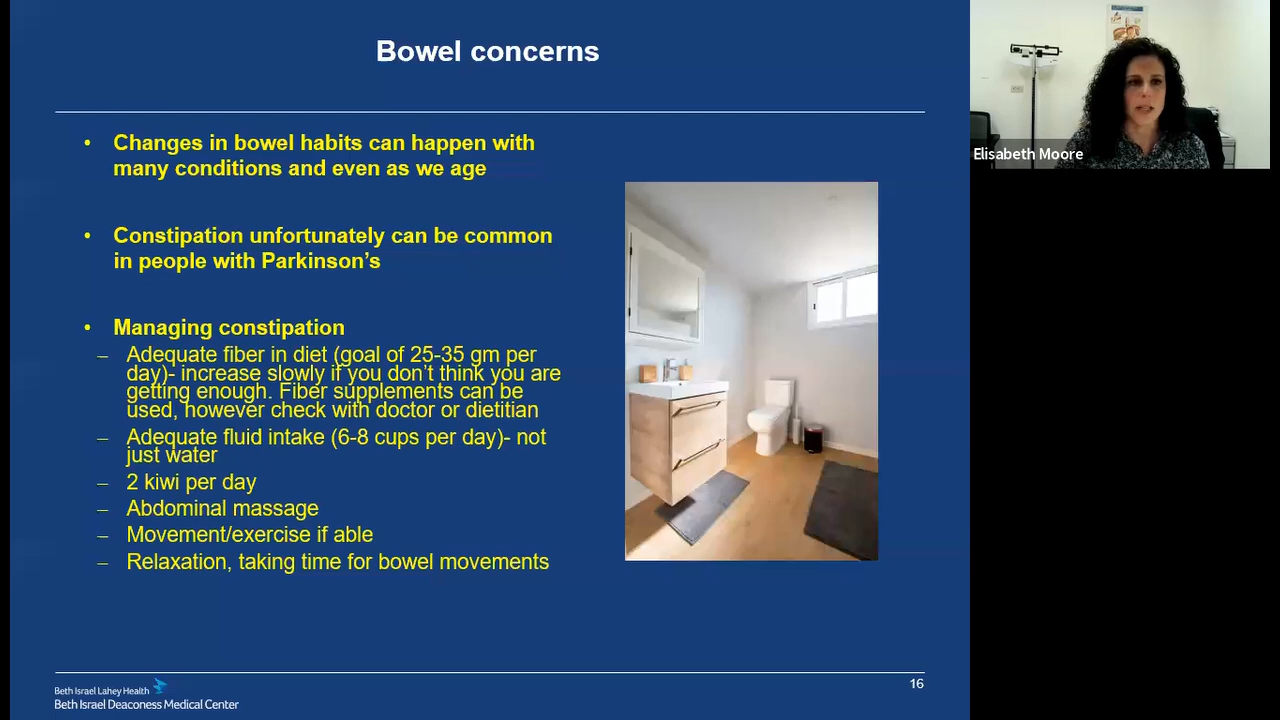 Bowel concerns
• Changes in bowel habits can happen with
many conditions and even as we age
• Constipation unfortunately can be common
in people with Parkinson's
• Managing constipation
– Adequate fiber in diet (goal of 25-35 gm per
day)- increase slowly if you don't think you are
getting enough. Fiber supplements can be
used, however check with doctor or dietitian
– Adequate fluid intake (6-8 cups per day)- not
just water
– 2 kiwi per day
– Abdominal massage
– Movement/exercise if able
– Relaxation, taking time for bowel movements
Beth Israel Lahey Health
Beth Israel Deaconess Medical Center
16
Elisabeth Moore